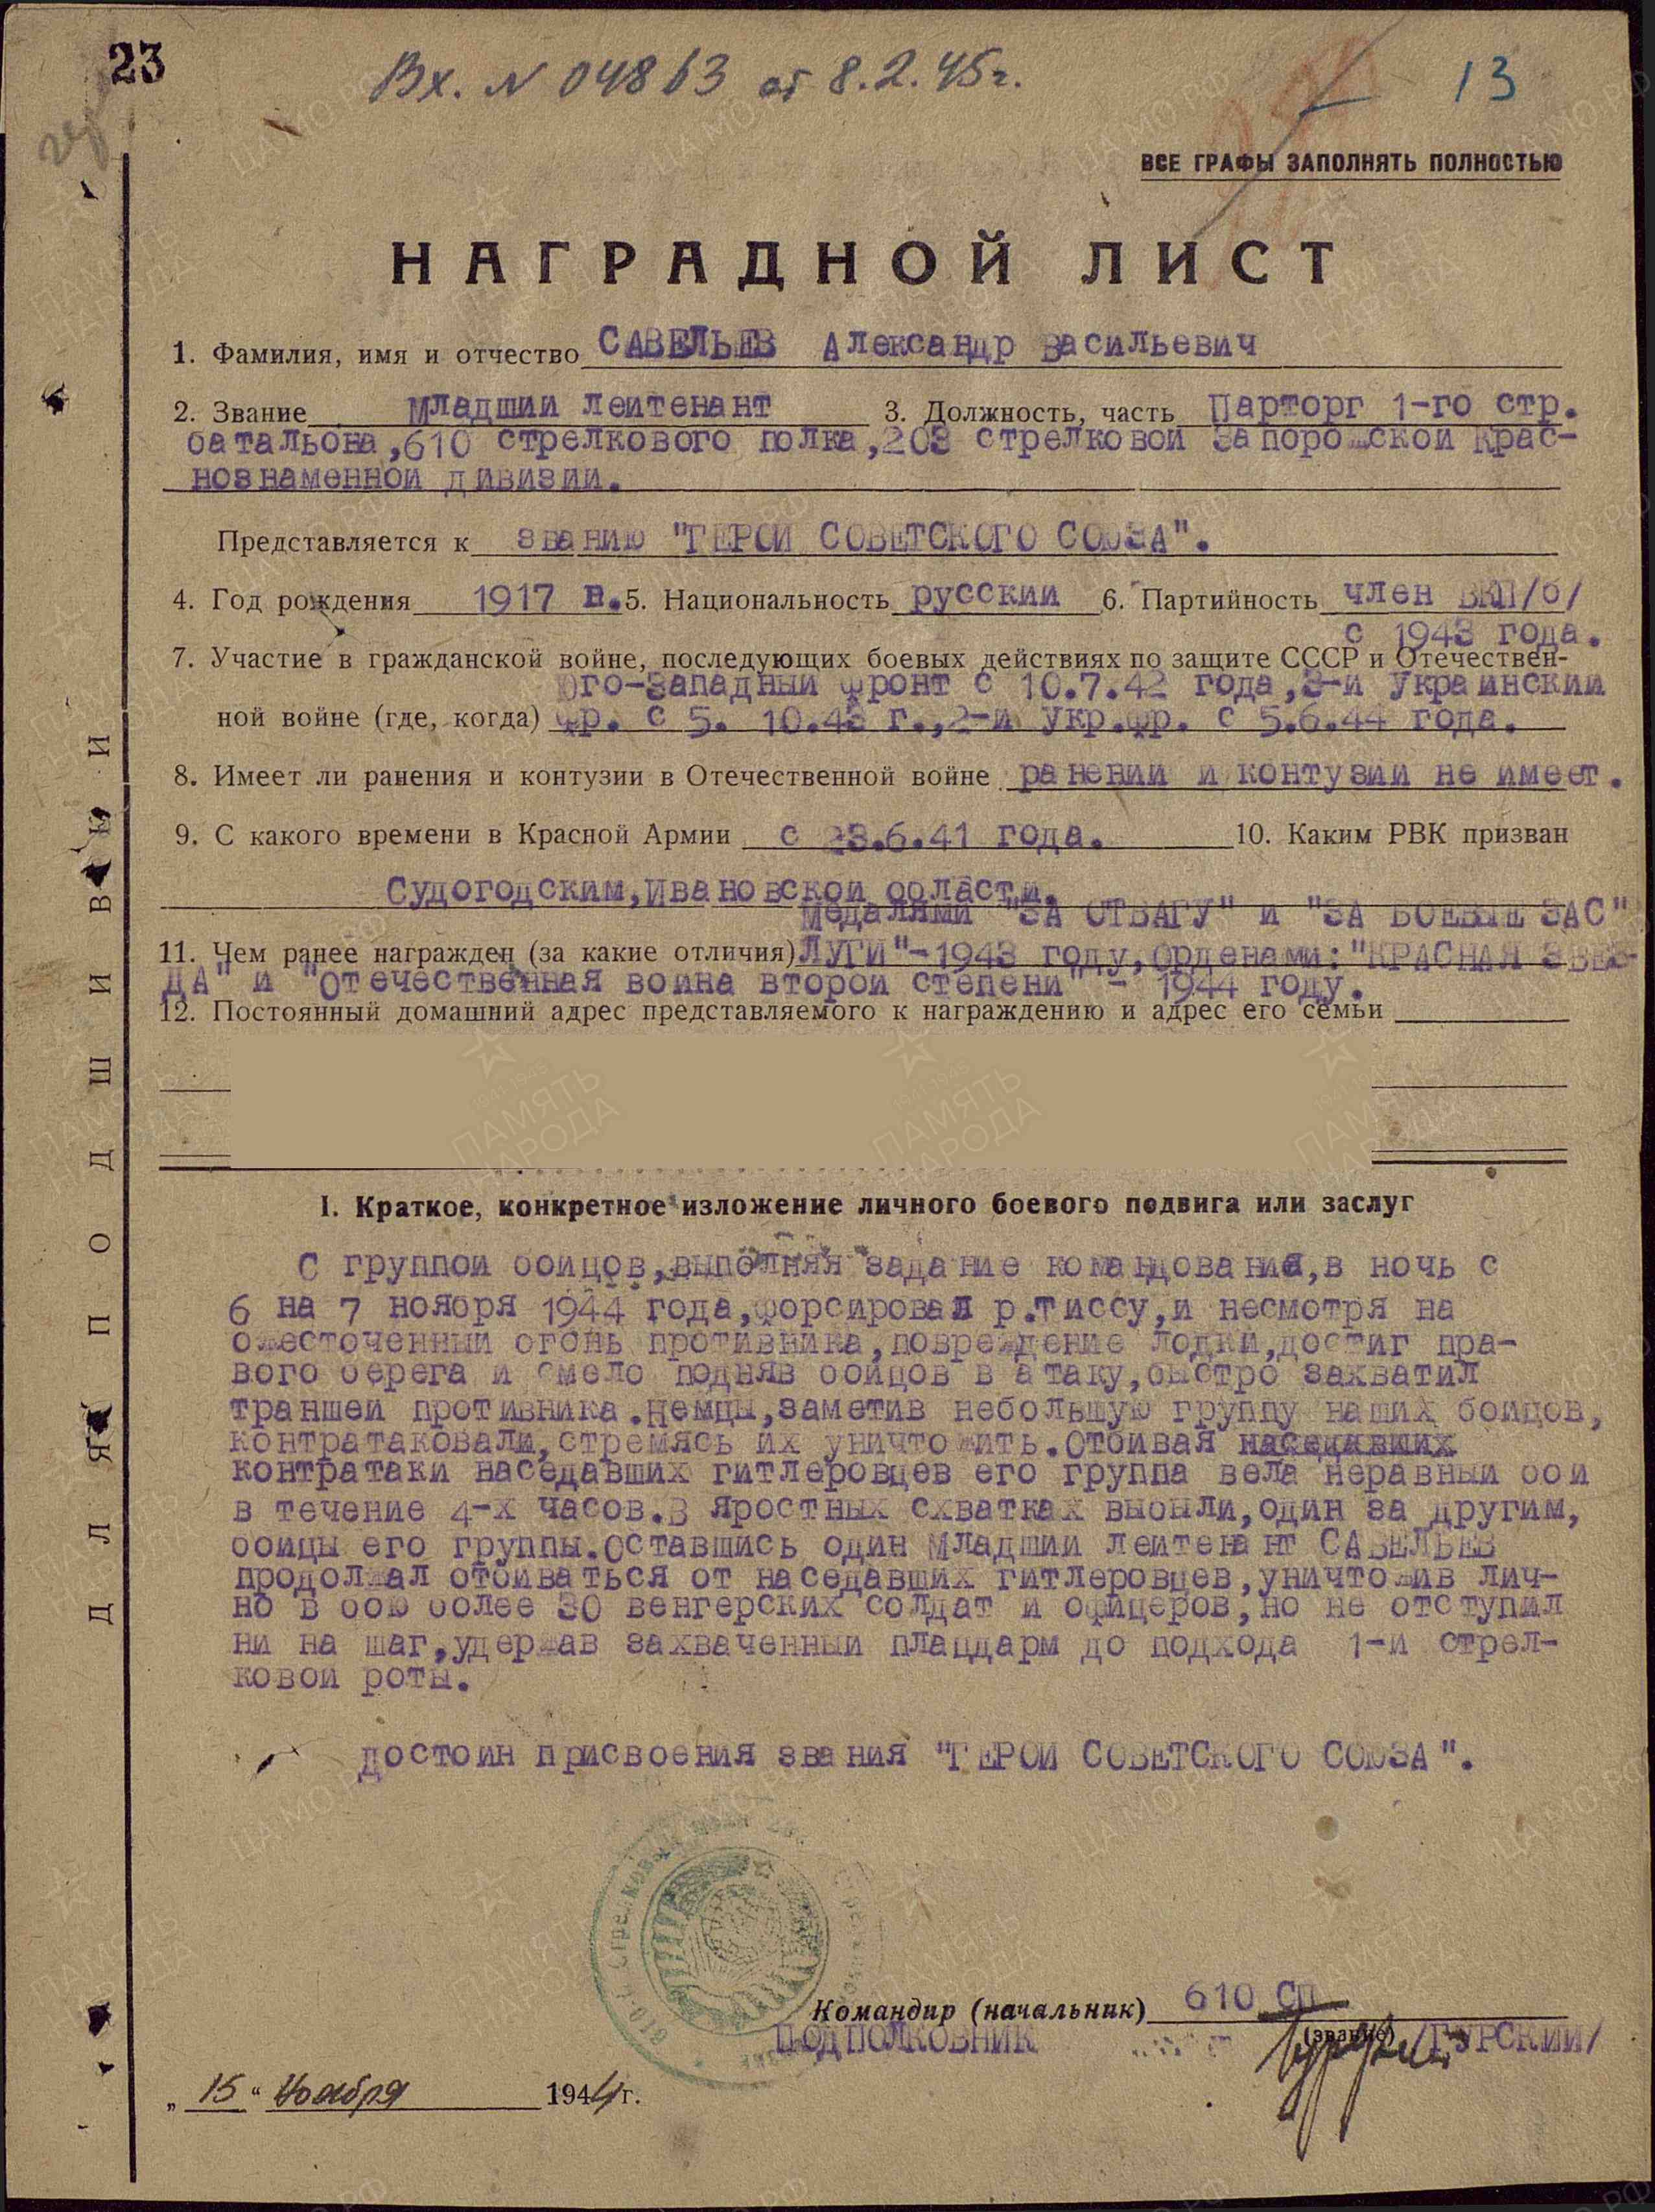 23
Вх. N 04863 от 8.2.45г.
13
ВСЕ ГРАФЫ ЗАПОЛНЯТЬ ПОЛНОСТЬЮ
НАГРАДНОЙ ЛИСТ
1. Фамилия, имя и отчество САВЕЛЬЕВ Александр Васильевич
2. Звание младший лейтенант 3. Должность, часть Парторг 1-го стр.
батальона,610 стрелкового полка,203 стрелковой Запорожской Крас-
нознаменной дивизии.
Представляется к званию "ГЕРОЙ СОВЕТСКОГО СОЮЗА".
4. Год рождения 1917 г. 5. Национальность русский 6. Партийность член ВКП/б/
с 1943 года.
7. Участие в гражданской войне, последующих боевых действиях по защите СССР и Отечествен-
Юго-Западный фронт с 10.7.42 года,3-й Украинский
ной войне (где, когда) фр. с 5. 10.43 г.,2-й Укр.фр. с 5.6.44 года.
8. Имеет ли ранения и контузии в Отечественной войне ранений и контузий не имеет.
9. С какого времени в Красной Армии с 23.6.41 года. 10. Каким РВК призван
Судогодским,Ивановской области.
медалями "ЗА ОТВАГУ" и "ЗА БОЕВЫЕ ЗАС"
11. Чем ранее награжден (за какие отличия) ЛУГИ"-1943 году,орденами:"КРАСНАЯ ЗВЕЗ-
ДА" и "Отечественная война второй степени" - 1944 году.
12. Постоянный домашний адрес представляемого к награждению и адрес его семьи
I. Краткое, конкретное изложение личного боевого подвига или заслуг
С группой бойцов,выполняя задание командования,в ночь с
6 на 7 ноября 1944 года,форсировал р.Тиссу,и несмотря на
ожесточенный огонь противника,повреждение лодки,достиг пра-
вого берега и смело подняв бойцов в атаку,быстро захватил
траншеи противника.Немцы,заметив небольшую группу наших бойцов,
контратаковали,стремясь их уничтожить.Отбивая наседавших
контратаки наседавших гитлеровцев его группа вела неравный бой
в течение 4-х часов.В яростных схватках выбыли,один за другим,
бойцы его группы.Оставшись один младший лейтенант САВЕЛЬЕВ
продолжал отбиваться от наседавших гитлеровцев,уничтожив лич-
но в бою более 30 венгерских солдат и офицеров,но не отступил
ни на шаг,удержав захваченный плацдарм до подхода 1-й стрел-
ковой роты.
Достоин присвоения звания "ГЕРОЙ СОВЕТСКОГО СОЮЗА".
Командир (начальник) 610 СП
(звание)
ПОДПОЛКОВНИК /ГУРСКИЙ/
„15“ Ноября 1944 г.
ДЛЯ ПОДШИВКИ
ПАМЯТЬ НАРОДА
ЦАМО.РФ